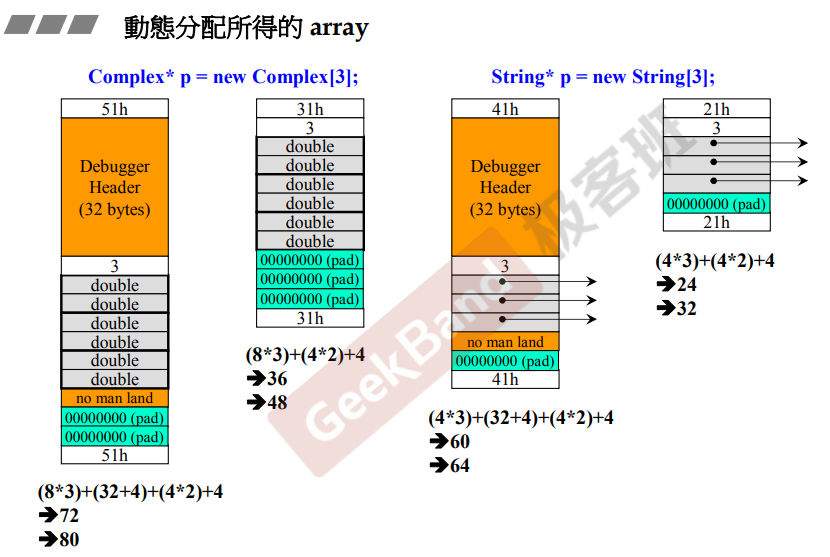 動態分配所得的 array
Complex* p = new Complex[3];
51h
Debugger
Header
(32 bytes)
3
double
double
double
double
double
double
no man land
00000000 (pad)
00000000 (pad)
51h
(8*3)+(32+4)+(4*2)+4
➔72
➔80
31h
3
double
double
double
double
double
double
00000000 (pad)
00000000 (pad)
00000000 (pad)
31h
(8*3)+(4*2)+4
➔36
➔48
String* p = new String[3];
41h
Debugger
Header
(32 bytes)
3
no man land
00000000 (pad)
41h
(4*3)+(32+4)+(4*2)+4
➔60
➔64
21h
3
00000000 (pad)
21h
(4*3)+(4*2)+4
➔24
➔32
GeekBand 极客班